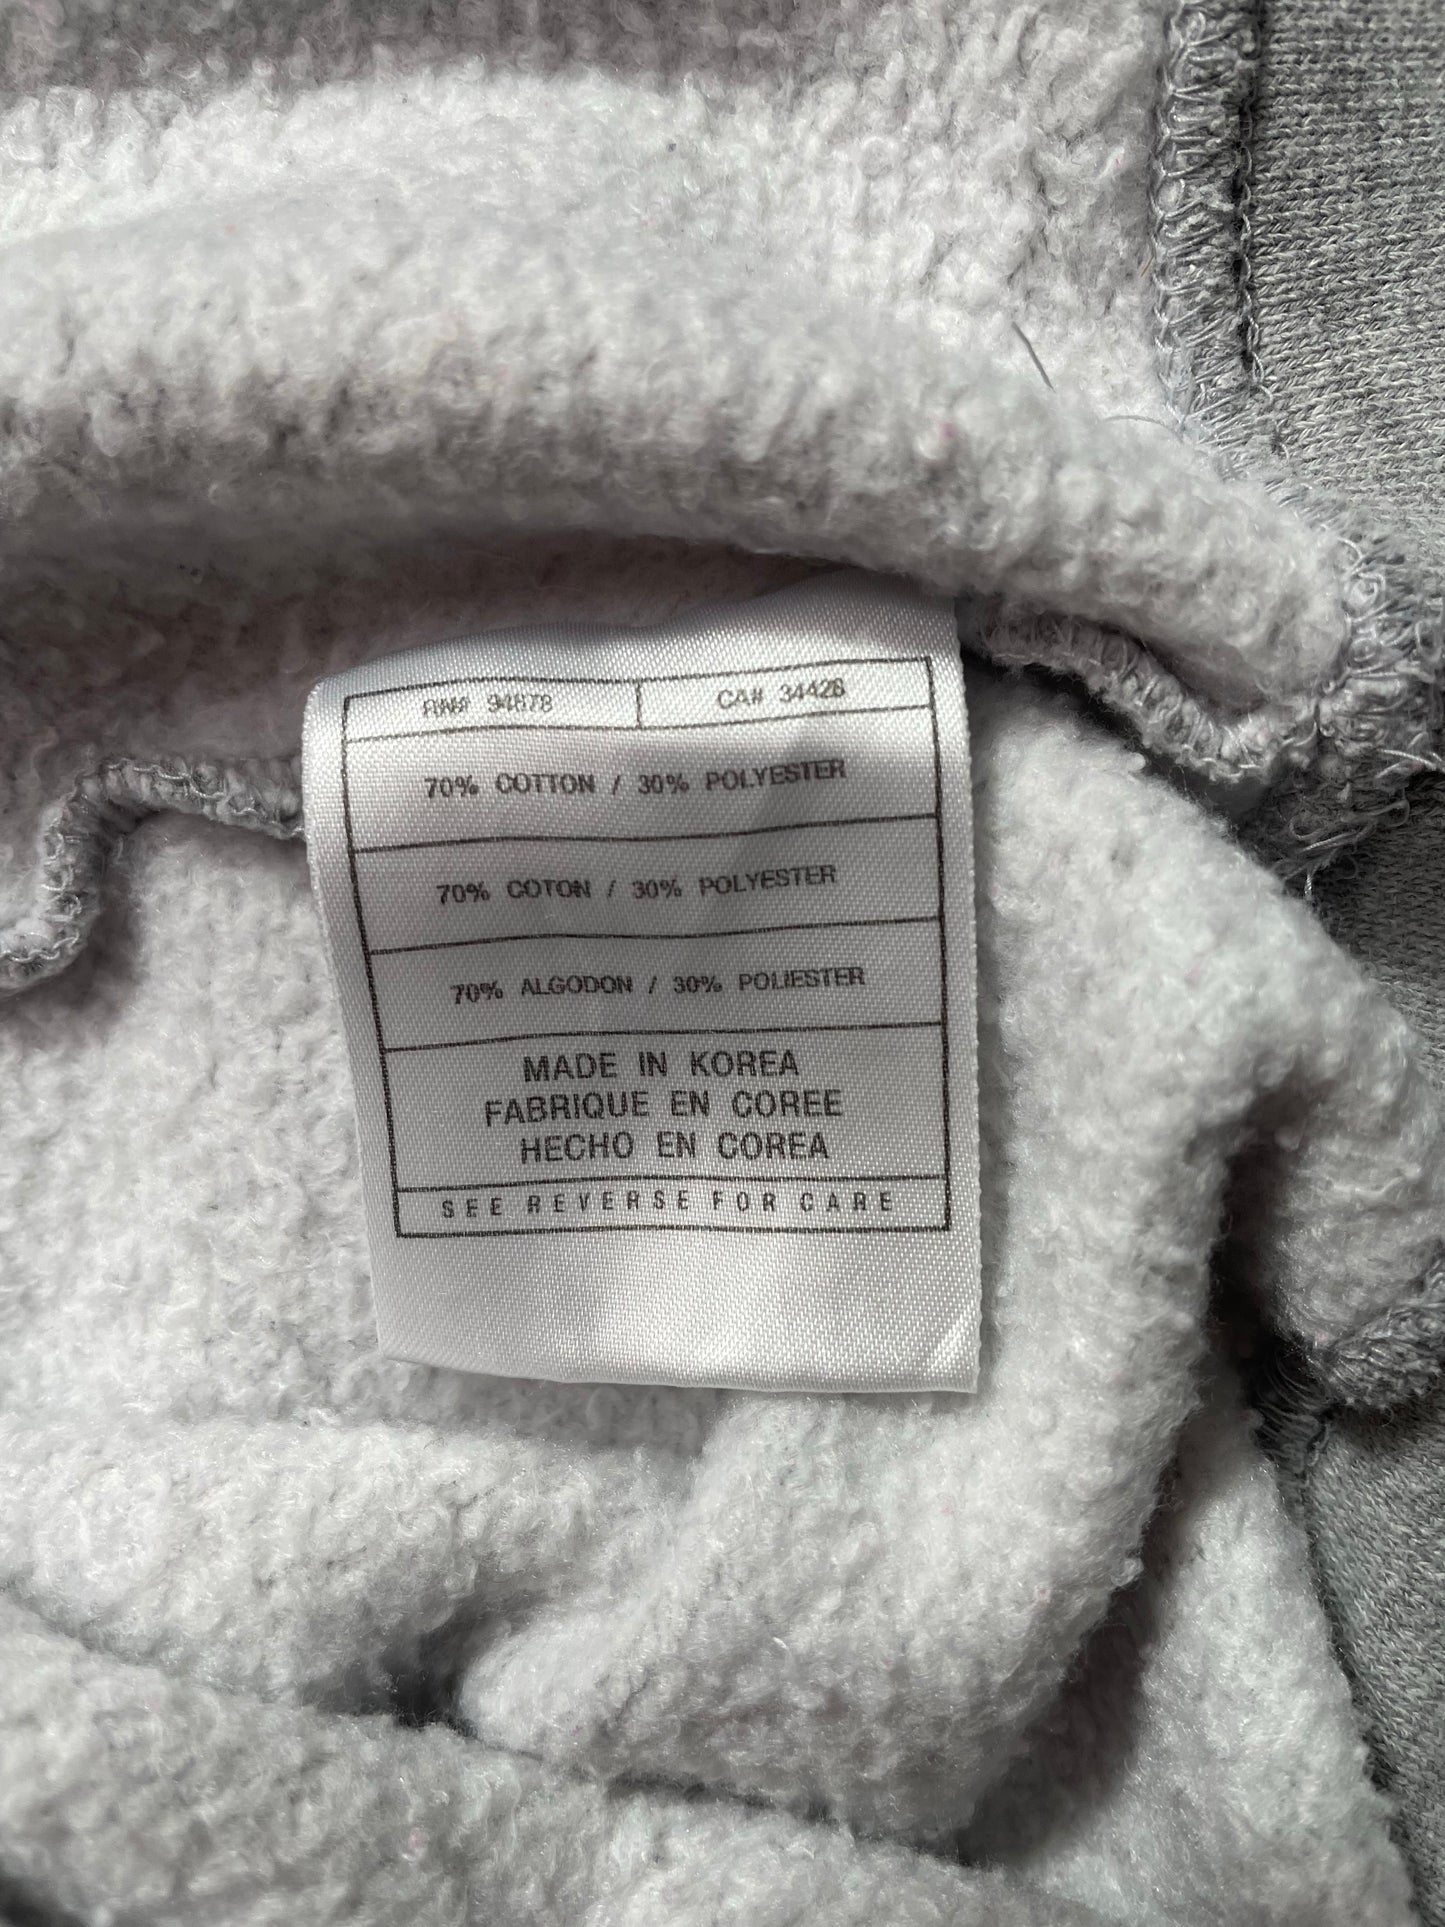 RN# 94878 CA# 34428
70% COTTON / 30% POLYESTER
70% COTON / 30% POLYESTER
70% ALGODON / 30% POLIESTER
MADE IN KOREA
FABRIQUE EN COREE
HECHO EN COREA
SEE REVERSE FOR CARE